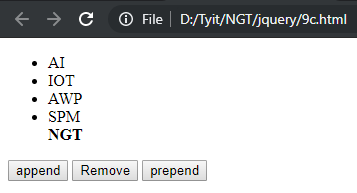 File D:/Tyit/NGT/jquery/9c.html
AI
IOT
AWP
SPM
NGT
append Remove prepend